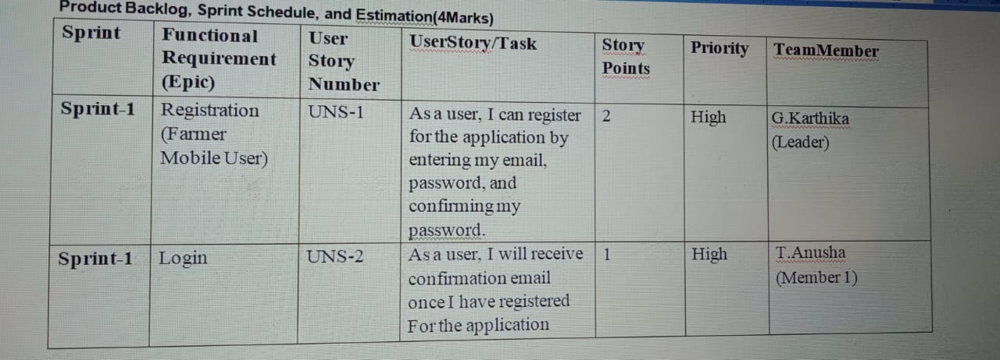 Product Backlog, Sprint Schedule, and Estimation(4Marks)
Sprint
Functional
Requirement
(Epic)
User
Story
Number
UserStory/Task
Story
Points
Priority
TeamMember
Sprint-1
Registration
(Farmer
Mobile User)
UNS-1
As a user, I can register
for the application by
entering my email,
password, and
confirming my
password.
2
High
G.Karthika
(Leader)
Sprint-1
Login
UNS-2
As a user, I will receive
confirmation email
once I have registered
For the application
1
High
T.Anusha
(Member 1)